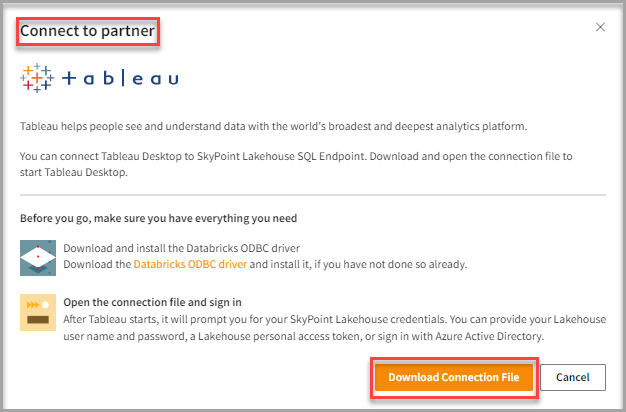 Connect to partner
+ableau
Tableau helps people see and understand data with the world's broadest and deepest analytics platform.
You can connect Tableau Desktop to SkyPoint Lakehouse SQL Endpoint. Download and open the connection file to
start Tableau Desktop.
Before you go, make sure you have everything you need
Download and install the Databricks ODBC driver
Download the Databricks ODBC driver and install it, if you have not done so already.
Open the connection file and sign in
After Tableau starts, it will prompt you for your SkyPoint Lakehouse credentials. You can provide your Lakehouse
user name and password, a Lakehouse personal access token, or sign in with Azure Active Directory.
Download Connection File
Cancel